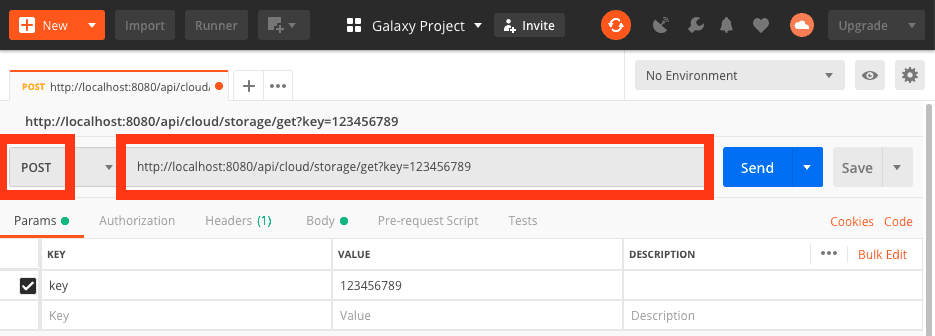 New Import Runner Galaxy Project Invite Upgrade
POST http://localhost:8080/api/cloud/ No Environment
http://localhost:8080/api/cloud/storage/get?key=123456789
POST http://localhost:8080/api/cloud/storage/get?key=123456789 Send Save
Params Authorization Headers (1) Body Pre-request Script Tests Cookies Code
KEY VALUE DESCRIPTION Bulk Edit
key 123456789
Key Value Description